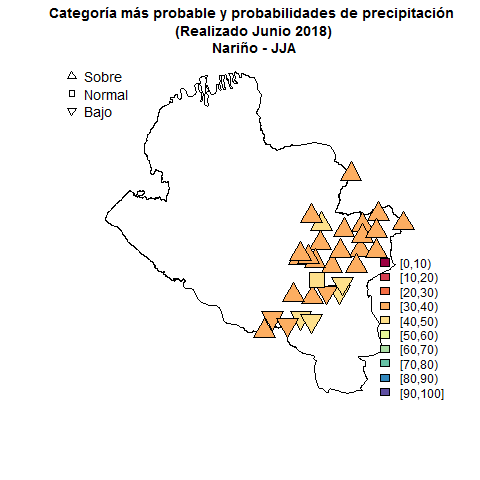 Categoría más probable y probabilidades de precipitación
(Realizado Junio 2018)
Nariño - JJA
Sobre
Normal
Bajo
[0,10)
[10,20)
[20,30)
[30,40)
[40,50)
[50,60)
[60,70)
[70,80)
[80,90)
[90,100]